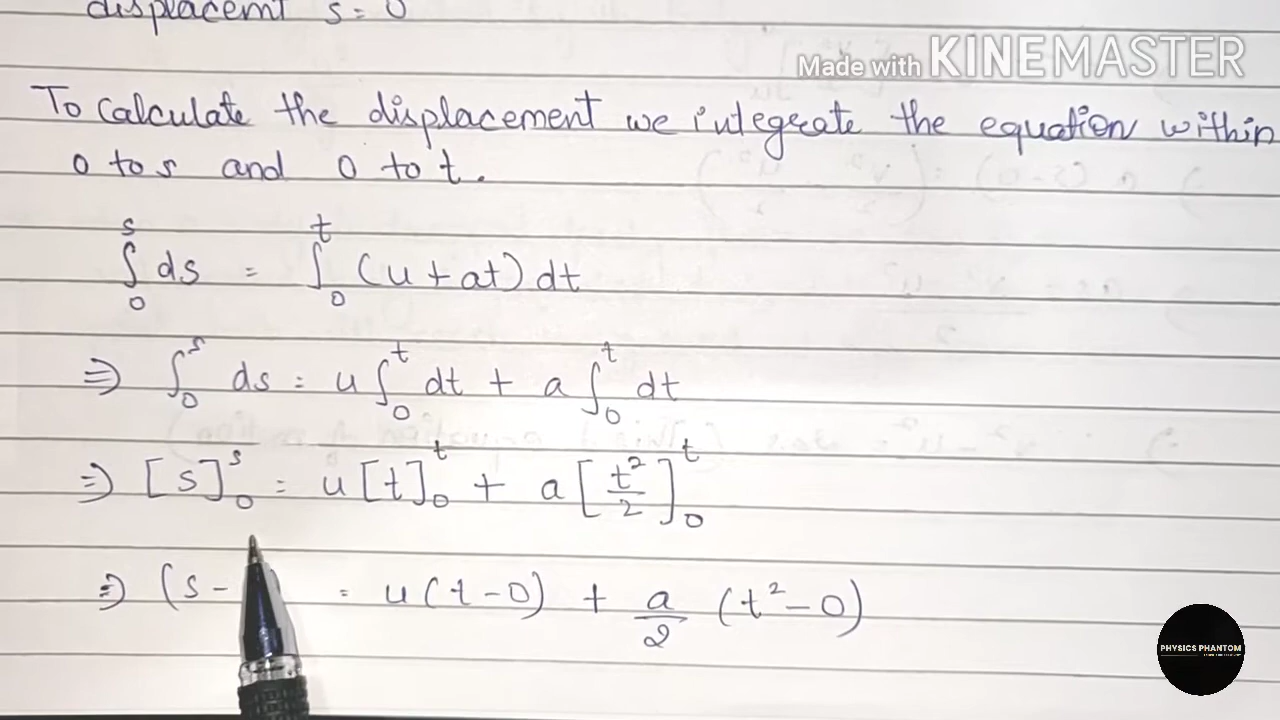 displacemt s = 0
Made with KINEMASTER
To calculate the displacement we integrate the equation within
0 to s and 0 to t.
∫₀ˢ ds = ∫₀ᵗ (u + at) dt
⇒ ∫₀ˢ ds = u ∫₀ᵗ dt + a ∫₀ᵗ dt
⇒ [s]₀ˢ = u [t]₀ᵗ + a [t²/2]₀ᵗ
⇒ (s - = u (t - 0) + a/2 (t² - 0)
PHYSICS PHANTOM